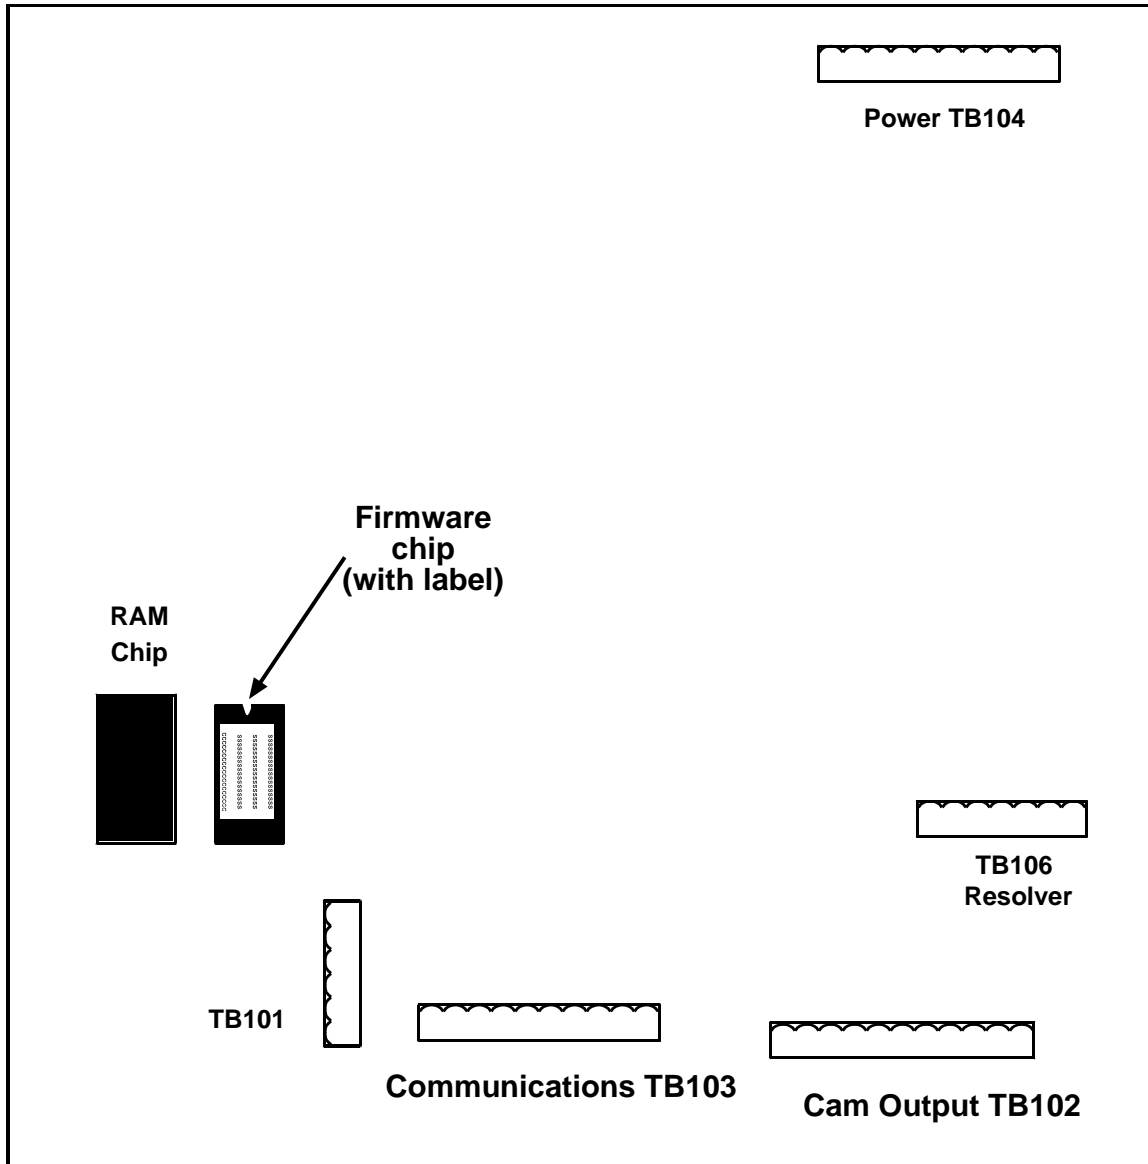 Power TB104
Firmware
chip
(with label)
RAM
Chip
TB106
Resolver
TB101
Communications TB103
Cam Output TB102